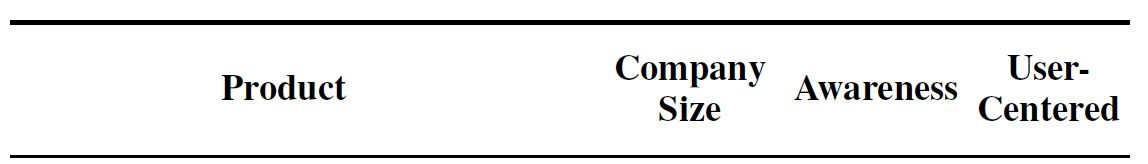 Product
Company
Size
Awareness
User-
Centered